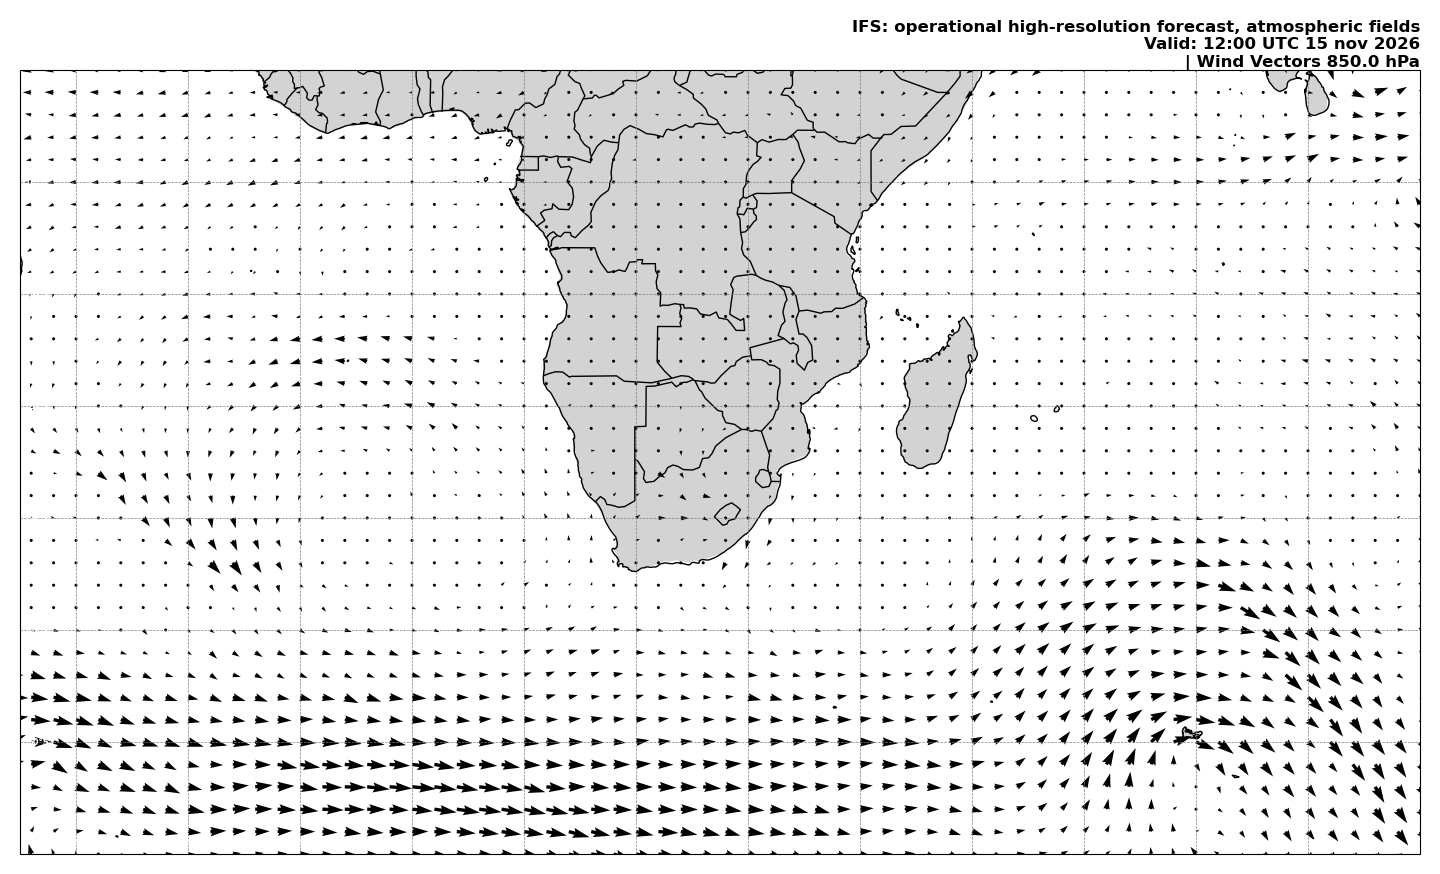 IFS: operational high-resolution forecast, atmospheric fields
Valid: 12:00 UTC 15 nov 2026
| Wind Vectors 850.0 hPa